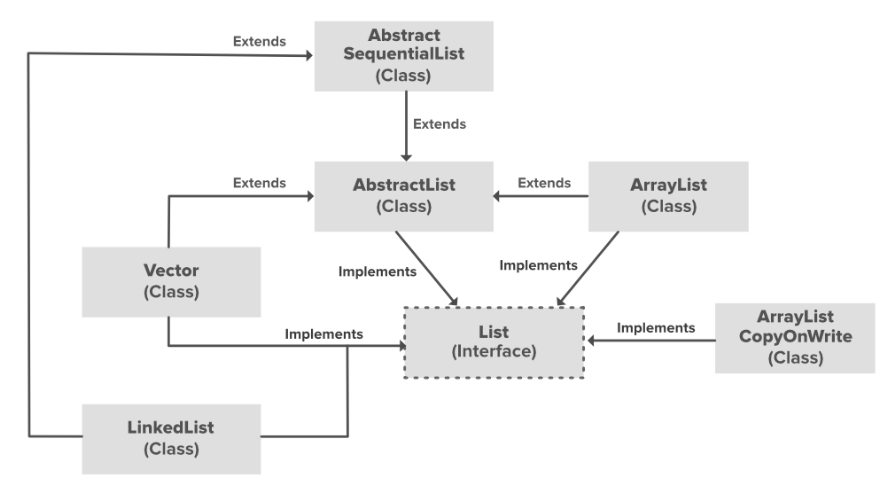 Extends
Abstract
SequentialList
(Class)
Extends
Extends
AbstractList
(Class)
Extends
ArrayList
(Class)
Vector
(Class)
Implements
Implements
Implements
List
(Interface)
Implements
ArrayList
CopyOnWrite
(Class)
LinkedList
(Class)